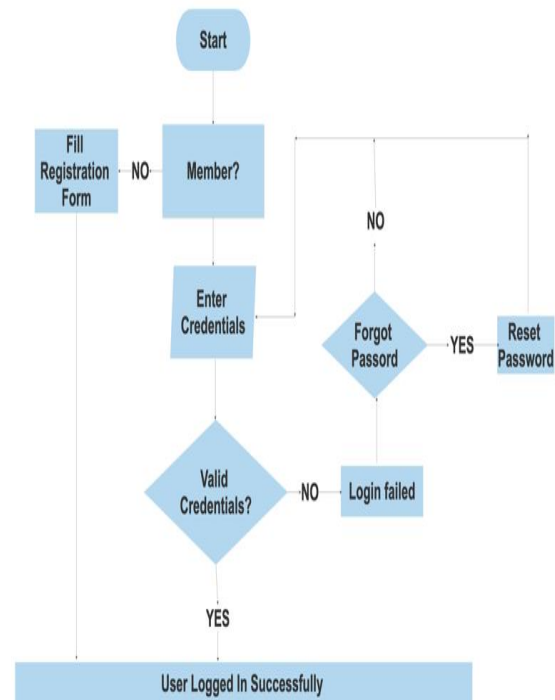 Start
Fill
Registration
Form
NO
Member?
NO
Enter
Credentials
Forgot
Passord
YES
Reset
Password
Valid
Credentials?
NO
Login failed
YES
User Logged In Successfully